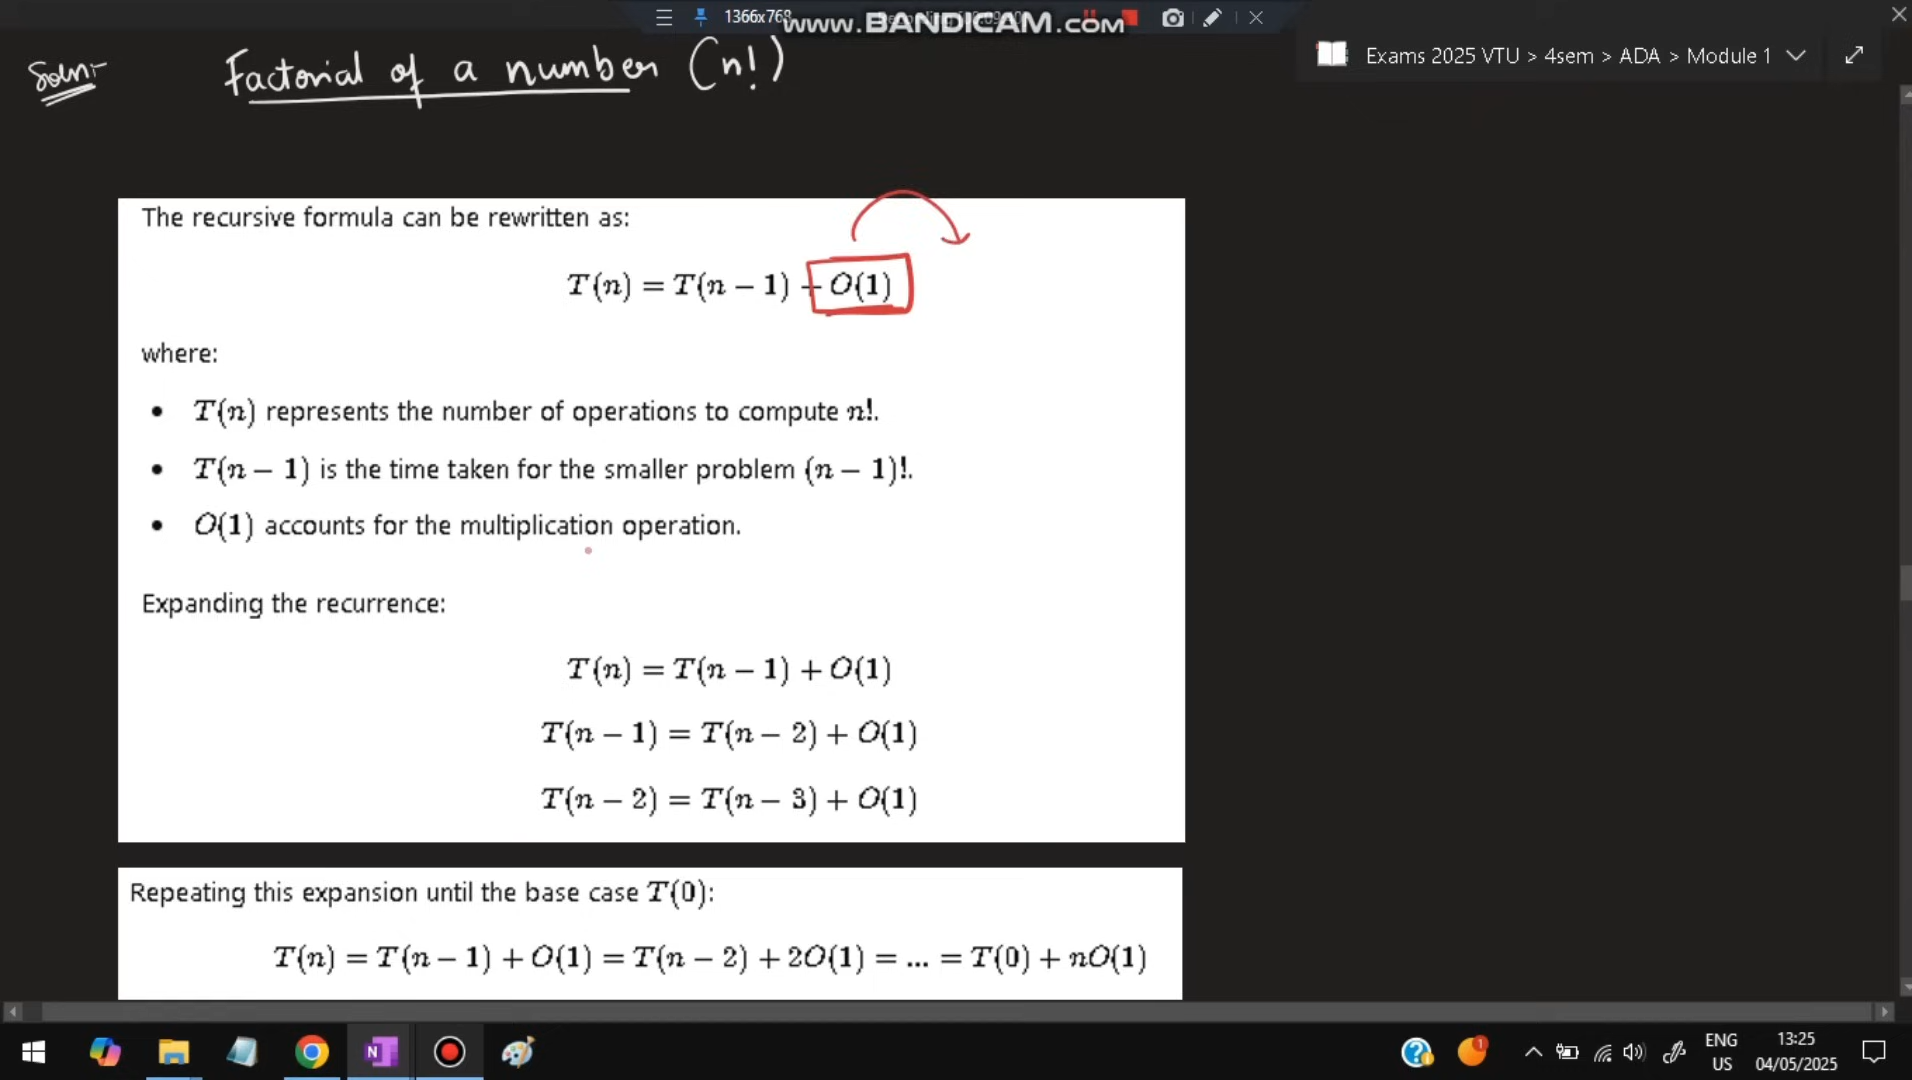 1366x768
www.BANDICAM.com
Exams 2025 VTU > 4sem > ADA > Module 1
Soln:-
Factorial of a number (n!)
The recursive formula can be rewritten as:
T(n) = T(n − 1) + O(1)
where:
• T(n) represents the number of operations to compute n!.
• T(n − 1) is the time taken for the smaller problem (n − 1)!.
• O(1) accounts for the multiplication operation.
Expanding the recurrence:
T(n) = T(n − 1) + O(1)
T(n − 1) = T(n − 2) + O(1)
T(n − 2) = T(n − 3) + O(1)
Repeating this expansion until the base case T(0):
T(n) = T(n − 1) + O(1) = T(n − 2) + 2O(1) = ... = T(0) + nO(1)
N
1
ENG
US
13:25
04/05/2025